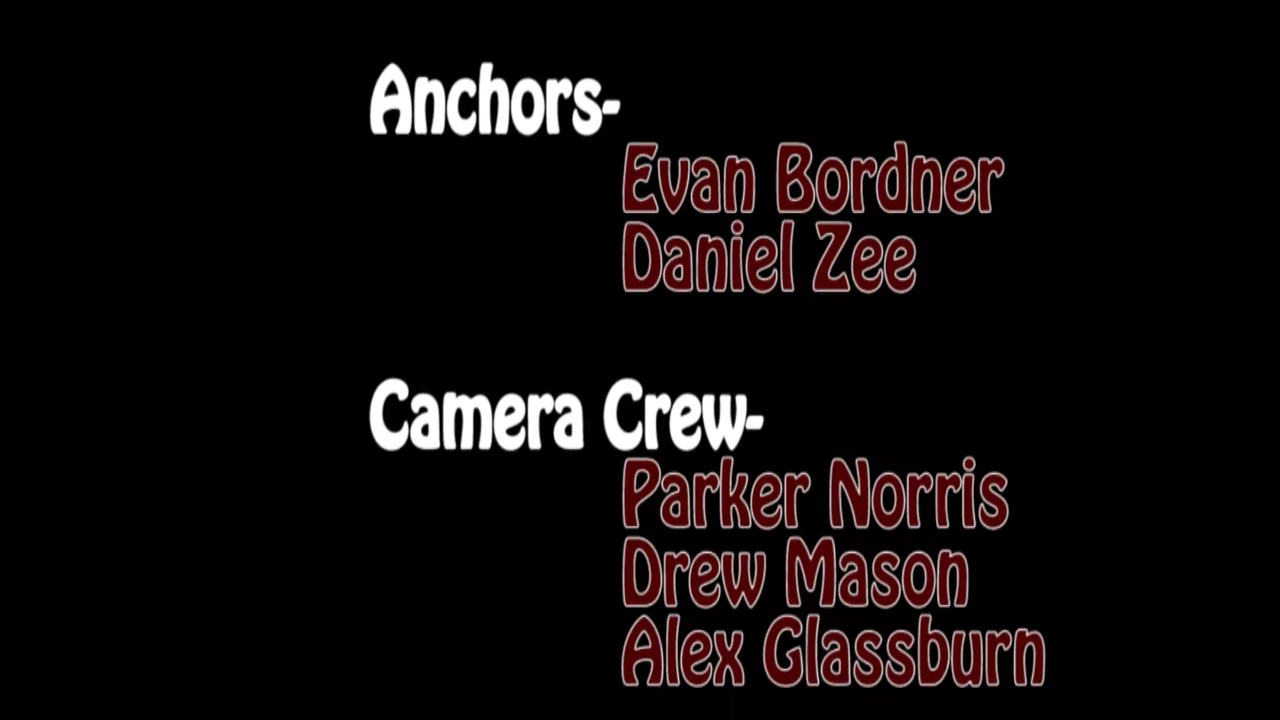 Anchors-
Evan Bordner
Daniel Zee
Camera Crew-
Parker Norris
Drew Mason
Alex Glassburn